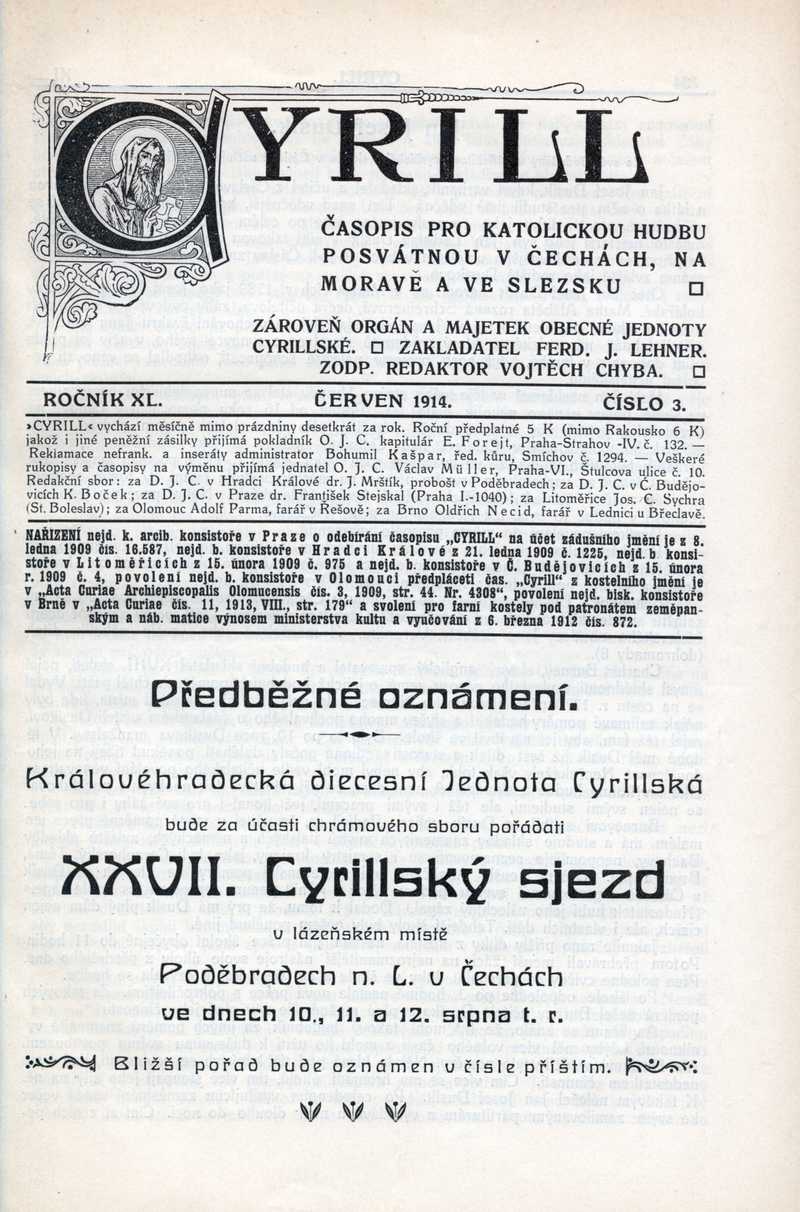 CYRILL
ČASOPIS PRO KATOLICKOU HUDBU
POSVÁTNOU V ČECHÁCH, NA
MORAVĚ A VE SLEZSKU
ZÁROVEŇ ORGÁN A MAJETEK OBECNÉ JEDNOTY
CYRILLSKÉ. ZAKLADATEL FERD. J. LEHNER.
ZODP. REDAKTOR VOJTĚCH CHYBA.
ROČNÍK XL. ČERVEN 1914. ČÍSLO 3.
»CYRILL« vychází měsíčně mimo prázdniny desetkrát za rok. Roční předplatné 5 K (mimo Rakousko 6 K)
jakož i jiné peněžní zásilky přijímá pokladník O. J. C. kapitulár E. Forejt, Praha-Strahov -IV. č. 132. —
Reklamace nefrank. a inseráty administrator Bohumil Kašpar, řed. kůru, Smíchov č. 1294. — Veškeré
rukopisy a časopisy na výměnu přijímá jednatel O. J. C. Václav Müller, Praha-VI., Štulcova ulice č. 10.
Redakční sbor: za D. J. C. v Hradci Králové dr. J. Mrštík, probošt v Poděbradech; za D. J. C. v Č. Budějo-
vicích K. Boček; za D. J. C. v Praze dr. František Stejskal (Praha I.-1040); za Litoměřice Jos. C. Sychra
(St. Boleslav); za Olomouc Adolf Parma, farář v Řešově; za Brno Oldřich Necid, farář v Lednici u Břeclavě.
NAŘIZENÍ nejd. k. arcib. konsistoře v Praze o odebírání časopisu „CYRILL“ na účet zádušního jmění je z 8.
ledna 1909 čís. 16.587, nejd. b. konsistoře v Hradci Králové z 21. ledna 1909 č. 1225, nejd. b konsi-
stoře v Litoměřicích z 15. února 1909 č. 975 a nejd. b. konsistoře v Č. Budějovicích z 15. února
r. 1909 č. 4, povolení nejd. b. konsistoře v Olomouci předpláceti čas. „Cyrill“ z kostelního jmění je
v „Acta Curiae Archiepiscopalis Olomucensis čís. 3, 1909, str. 44. Nr. 4308“, povolení nejd. bisk. konsistoře
v Brně v „Acta Curiae čís. 11, 1913, VIII., str. 179“ a svolení pro farní kostely pod patronátem zeměpan-
ským a náb. matice výnosem ministerstva kultu a vyučování z 6. března 1912 čís. 872.
Předběžné oznámení.
Královéhradecká diecesní Jednota Cyrillská
bude za účasti chrámového sboru pořádati
XXVII. Cyrillský sjezd
v lázeňském místě
Poděbradech n. L. v Čechách
ve dnech 10., 11. a 12. srpna t. r.
Bližší pořad bude oznámen v čísle příštím.